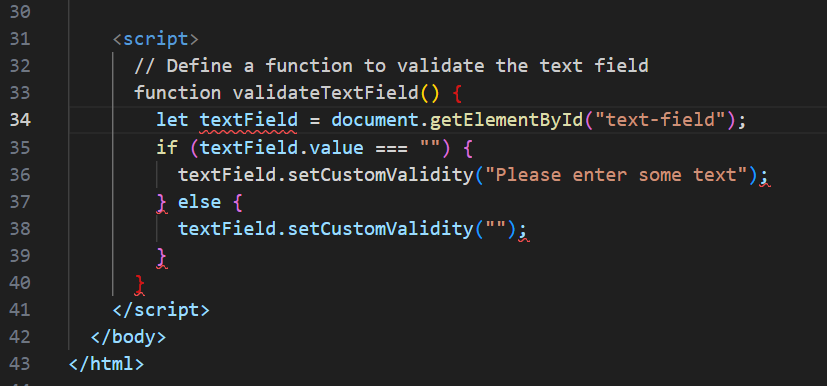 30
31 <script>
32 // Define a function to validate the text field
33 function validateTextField() {
34 let textField = document.getElementById("text-field");
35 if (textField.value === "") {
36 textField.setCustomValidity("Please enter some text");
37 } else {
38 textField.setCustomValidity("");
39 }
40 }
41 </script>
42 </body>
43 </html>